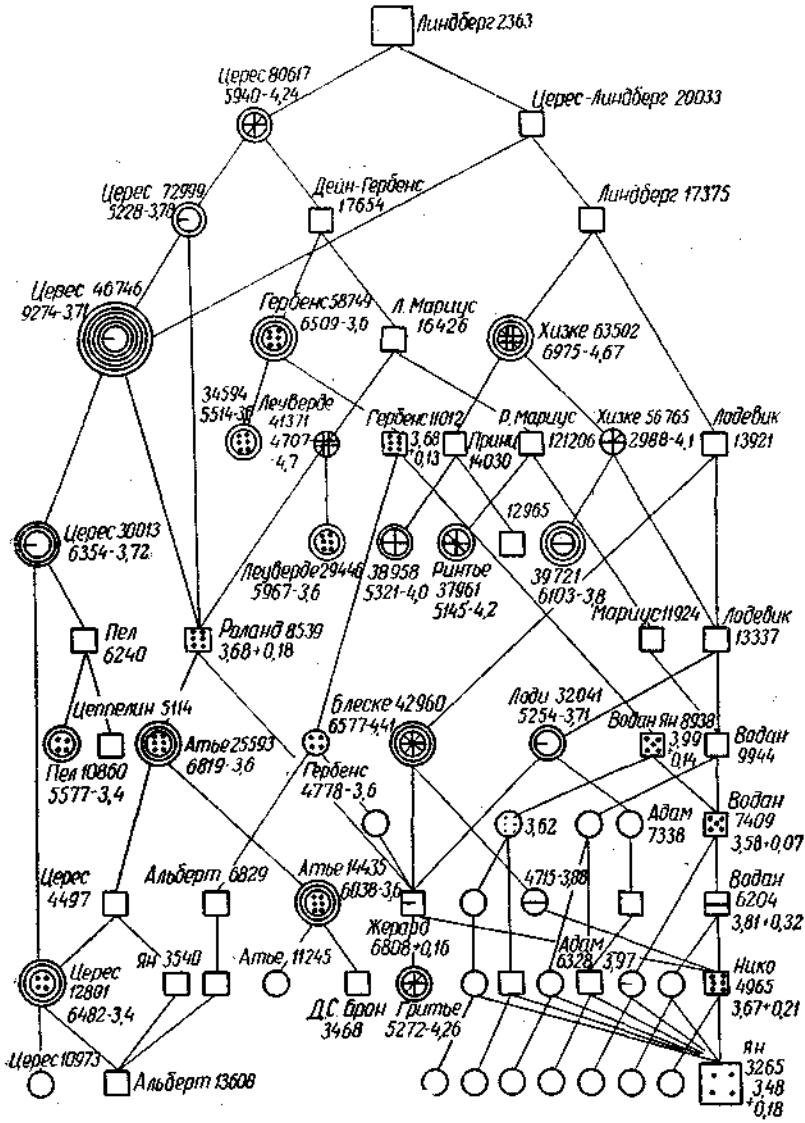 Линдберг 2363
Церес 80617
5940-4,24
Церес-Линдберг 20033
Церес 72999
5228-3,78
Дейн-Гербенс
17654
Линдберг 17375
Церес 46746
9274-3,71
Гербенс 58749
6509-3,6
Л. Мариус
16426
Хизке 63502
6975-4,67
34594
5514-3,6
Леуверде
41371
4707-
-4,7
Гербенс 11012
3,68
+0,13
Принц
14030
Р. Мариус
121206
Хизке 56765
2988-4,1
Лодевик
13921
Церес 30013
6354-3,72
Леуверде 29446
5967-3,6
38958
5321-4,0
Ринтье
37961
5145-4,2
12965
39721
6103-3,8
Мариус 11924
Лодевик
13337
Пел
6240
Роланд 8539
3,68+0,18
Цеппелин 5114
Пел 10860
5577-3,4
Атье 25593
6819-3,6
Блеске 42960
6577-4,41
Гербенс
4778-3,6
Лоди 32041
5254-3,71
Водан Ян 8938
3,99
+0,14
Водан
9944
3,62
Адам
7338
Водан
7409
3,58+0,07
Церес
4497
Альберт 6829
Атье 14435
6038-3,6
Жерард
6808+0,16
4715-3,88
Водан
6204
3,81+0,32
Церес
12801
6482-3,4
Ян 3540
Атье, 11245
Д.С. Брон
3468
Гритье
5272-4,26
Адам
6328
3,97
Нико
4965
3,67+0,21
Церес 10973
Альберт 13608
Ян
3265
3,48
+0,18